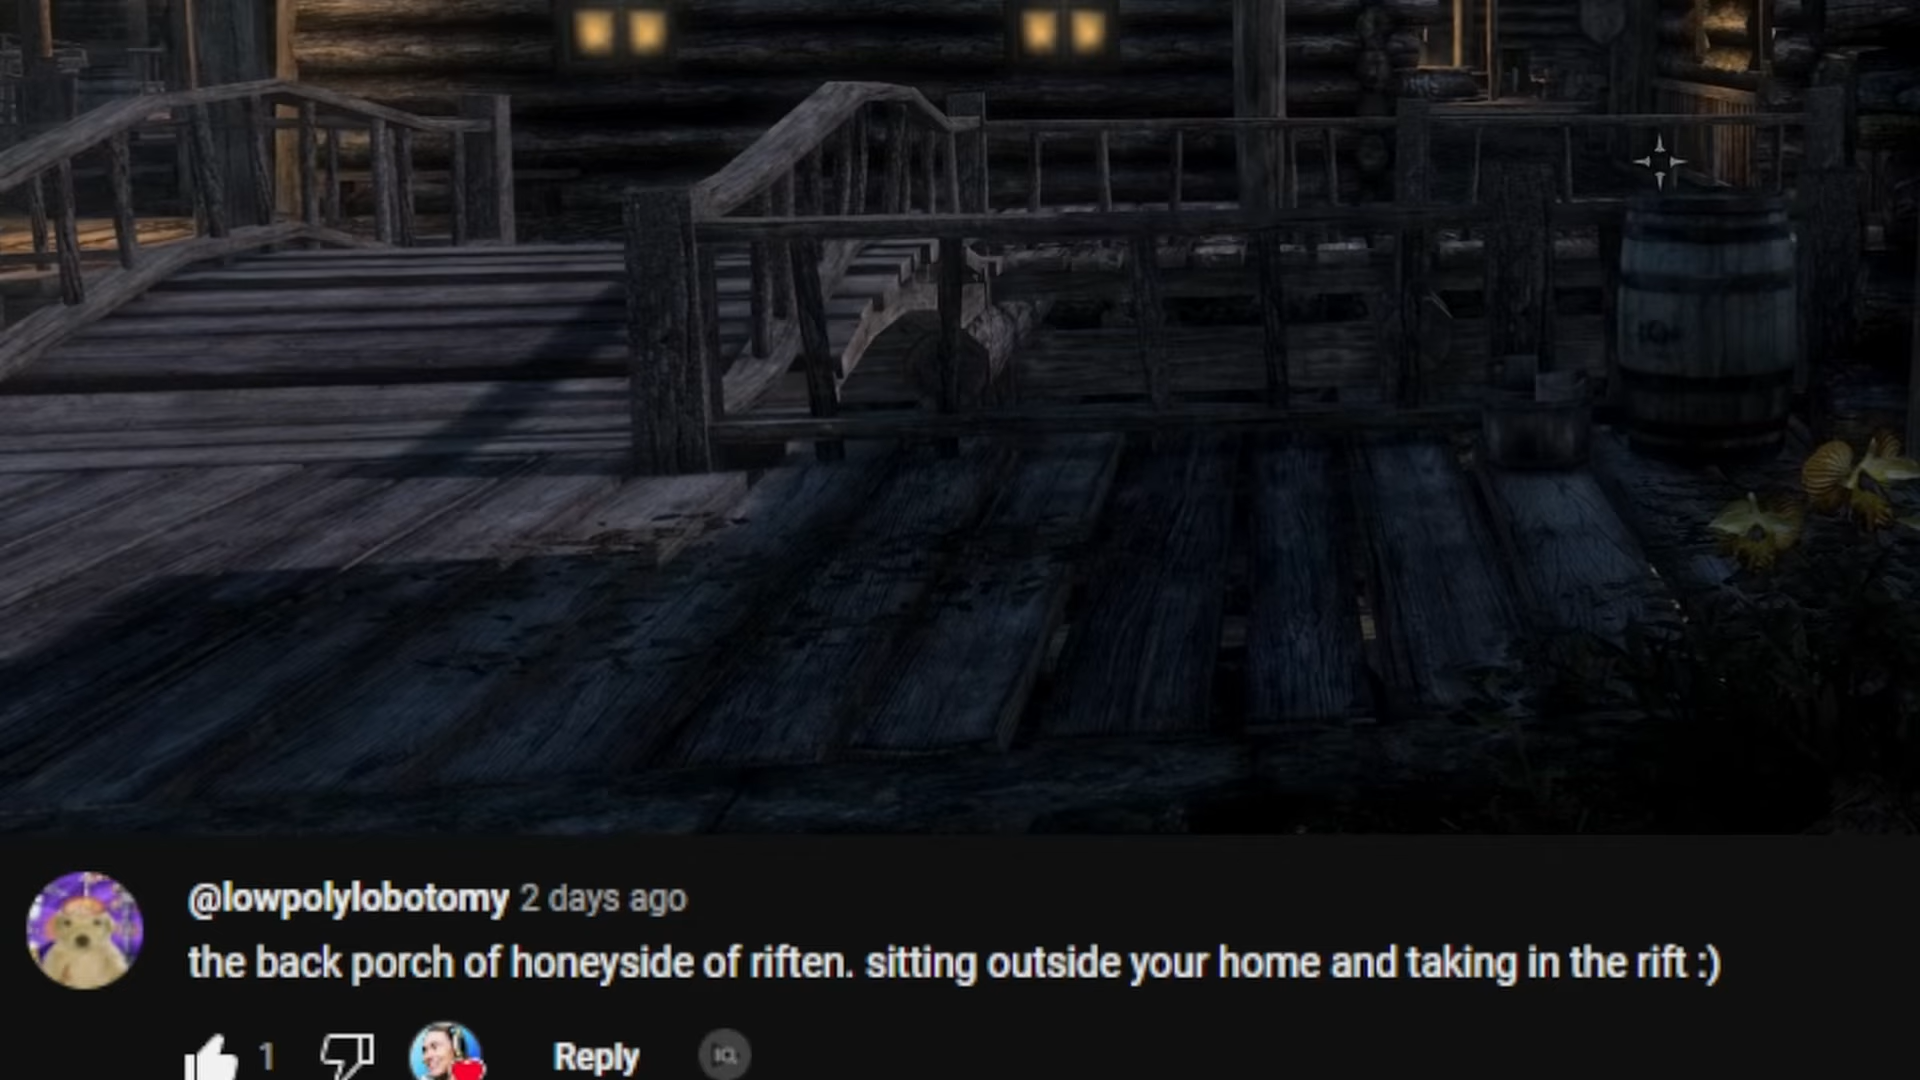 @lowpolylobotomy 2 days ago
the back porch of honeyside of riften. sitting outside your home and taking in the rift :)
1 Reply